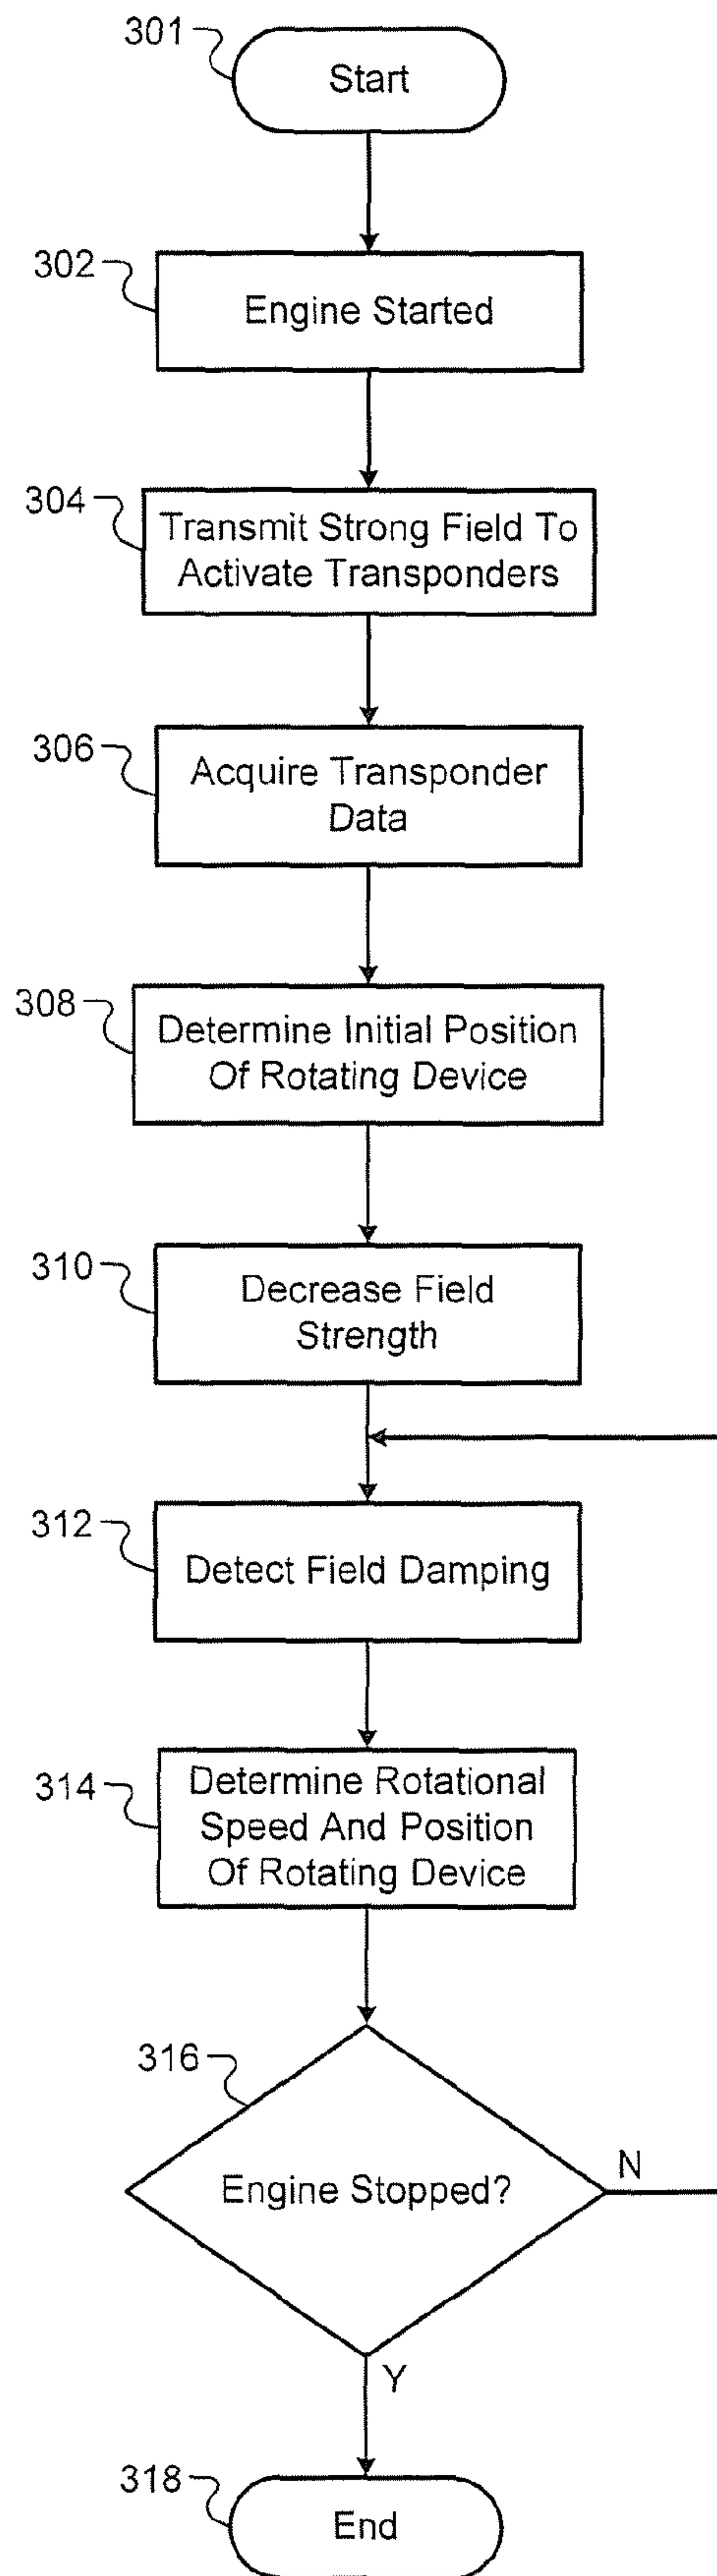 301
Start
302
Engine Started
304
Transmit Strong Field To
Activate Transponders
306
Acquire Transponder
Data
308
Determine Initial Position
Of Rotating Device
310
Decrease Field
Strength
312
Detect Field Damping
314
Determine Rotational
Speed And Position
Of Rotating Device
316
Engine Stopped?
N
Y
318
End